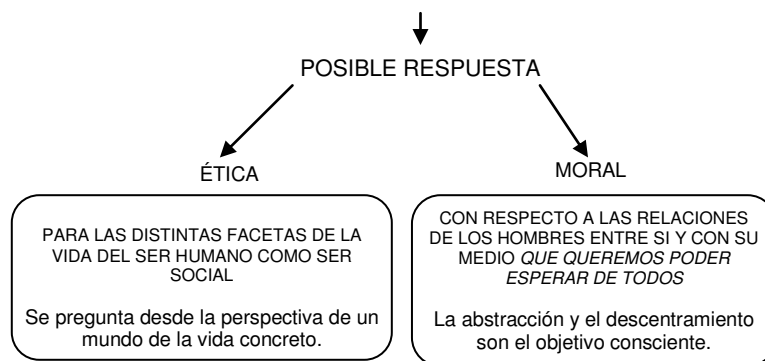 POSIBLE RESPUESTA
ÉTICA
MORAL
PARA LAS DISTINTAS FACETAS DE LA
VIDA DEL SER HUMANO COMO SER
SOCIAL
Se pregunta desde la perspectiva de un
mundo de la vida concreto.
CON RESPECTO A LAS RELACIONES
DE LOS HOMBRES ENTRE SI Y CON SU
MEDIO QUE QUEREMOS PODER
ESPERAR DE TODOS
La abstracción y el descentramiento
son el objetivo consciente.